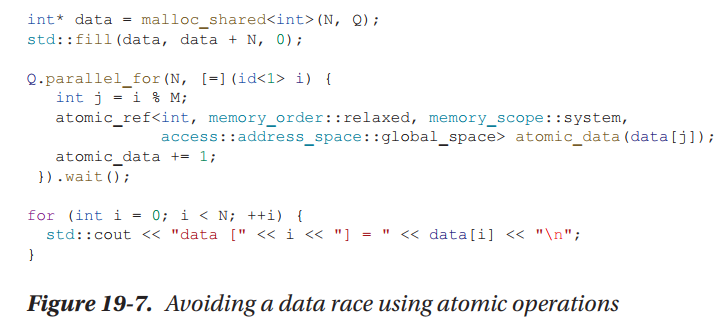 int* data = malloc_shared<int>(N, Q);
std::fill(data, data + N, 0);
Q.parallel_for(N, [=](id<1> i) {
int j = i % M;
atomic_ref<int, memory_order::relaxed, memory_scope::system,
access::address_space::global_space> atomic_data(data[j]);
atomic_data += 1;
}).wait();
for (int i = 0; i < N; ++i) {
std::cout << "data [" << i << "] = " << data[i] << "\n";
}
Figure 19-7. Avoiding a data race using atomic operations